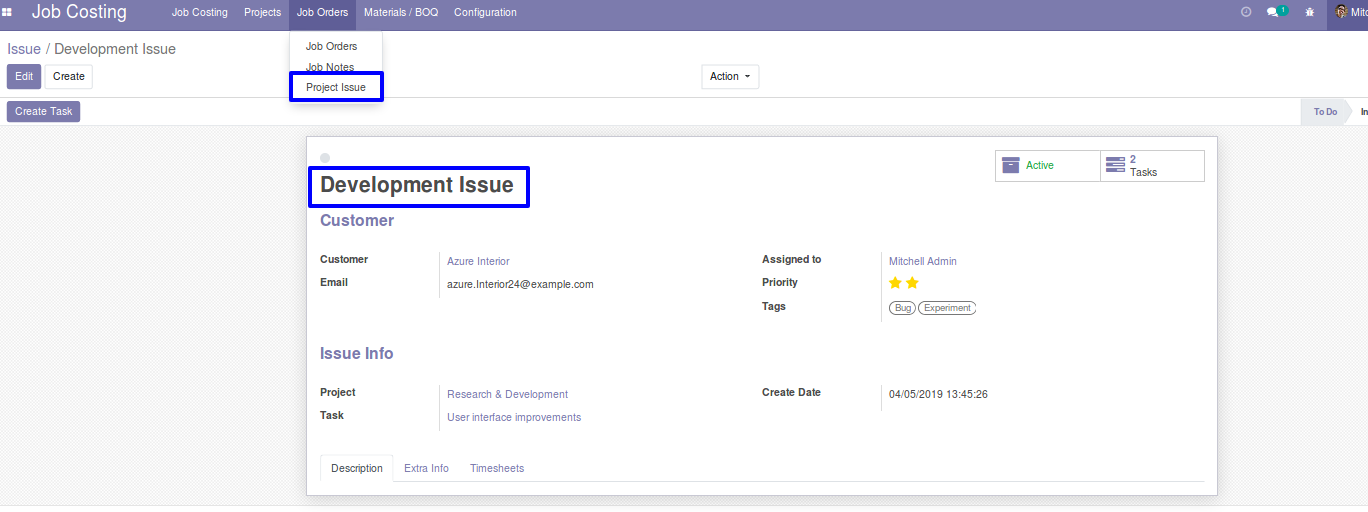 Job Costing Job Costing Projects Job Orders Materials / BOQ Configuration 1 Mitc
Job Orders
Issue / Development Issue
Job Notes
Edit Create Action
Project Issue
Create Task To Do In
Active 2 Tasks
Development Issue
Customer
Customer Azure Interior Assigned to Mitchell Admin
Email azure.Interior24@example.com Priority
Tags Bug Experiment
Issue Info
Project Research & Development Create Date 04/05/2019 13:45:26
Task User interface improvements
Description Extra Info Timesheets